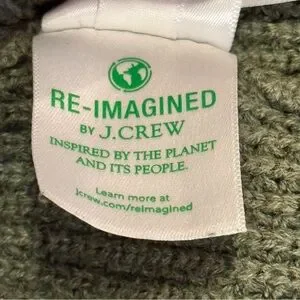 RE-IMAGINED
BY J.CREW
INSPIRED BY THE PLANET
AND ITS PEOPLE.
Learn more at
jcrew.com/reimagined